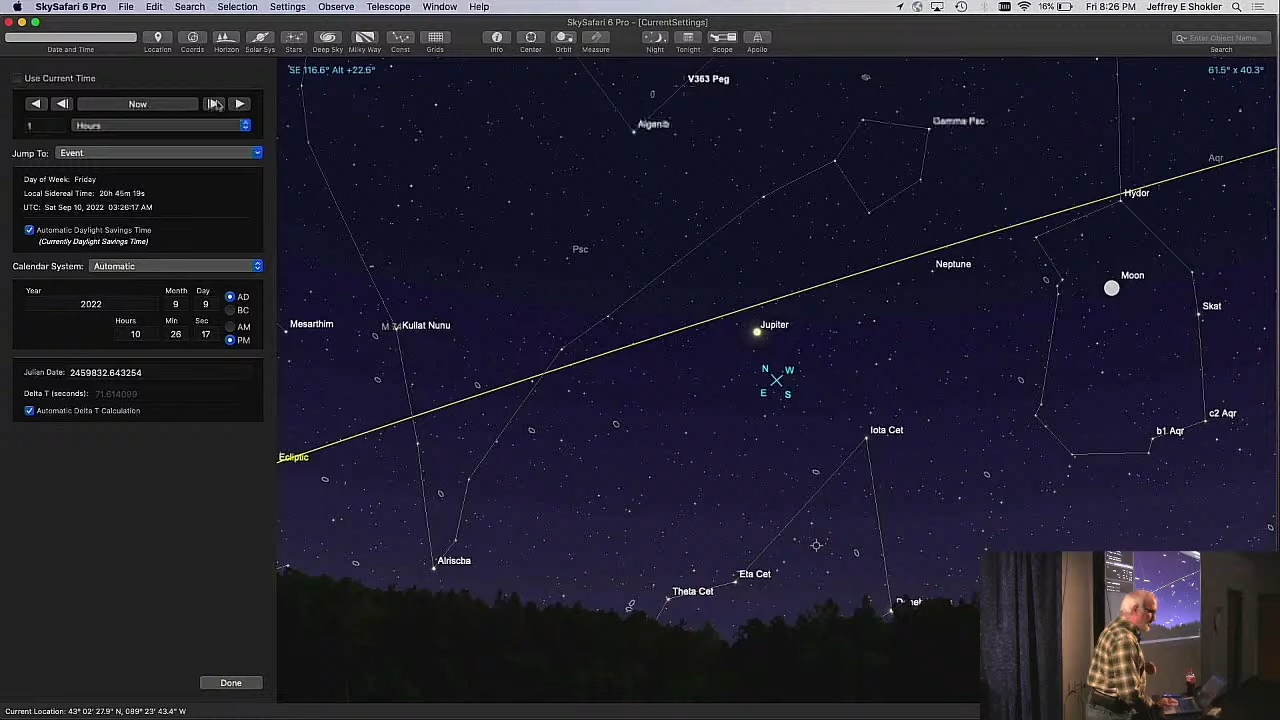 SkySafari 6 Pro File Edit Search Selection Settings Observe Telescope Window Help 16% Fri 8:26 PM Jeffrey E Shokler
SkySafari 6 Pro – [CurrentSettings]
Date and Time Location Coords Horizon Solar Sys Stars Deep Sky Milky Way Const Grids Info Center Orbit Measure Night Tonight Scope Apollo Enter Object Name Search
Use Current Time
Now
1 Hours
Jump To: Event
Day of Week: Friday
Local Sidereal Time: 20h 45m 19s
UTC: Sat Sep 10, 2022 03:26:17 AM
Automatic Daylight Savings Time
(Currently Daylight Savings Time)
Calendar System: Automatic
Year Month Day
2022 9 9 AD
BC
Hours Min Sec
AM
10 26 17 PM
Julian Date: 2459832.643254
Delta T (seconds): 71.614099
Automatic Delta T Calculation
Done
Current Location: 43° 02' 27.9" N, 089° 23' 43.4" W
SE 116.6° Alt +22.6°
61.5° x 40.3°
V363 Peg
Algenib
Gamma Psc
Aqr
Hydor
Psc
Neptune
Moon
Skat
Mesarthim
M 74 Kullat Nunu
Jupiter
N W
E S
c2 Aqr
b1 Aqr
Iota Cet
Ecliptic
Alriscba
Eta Cet
Theta Cet